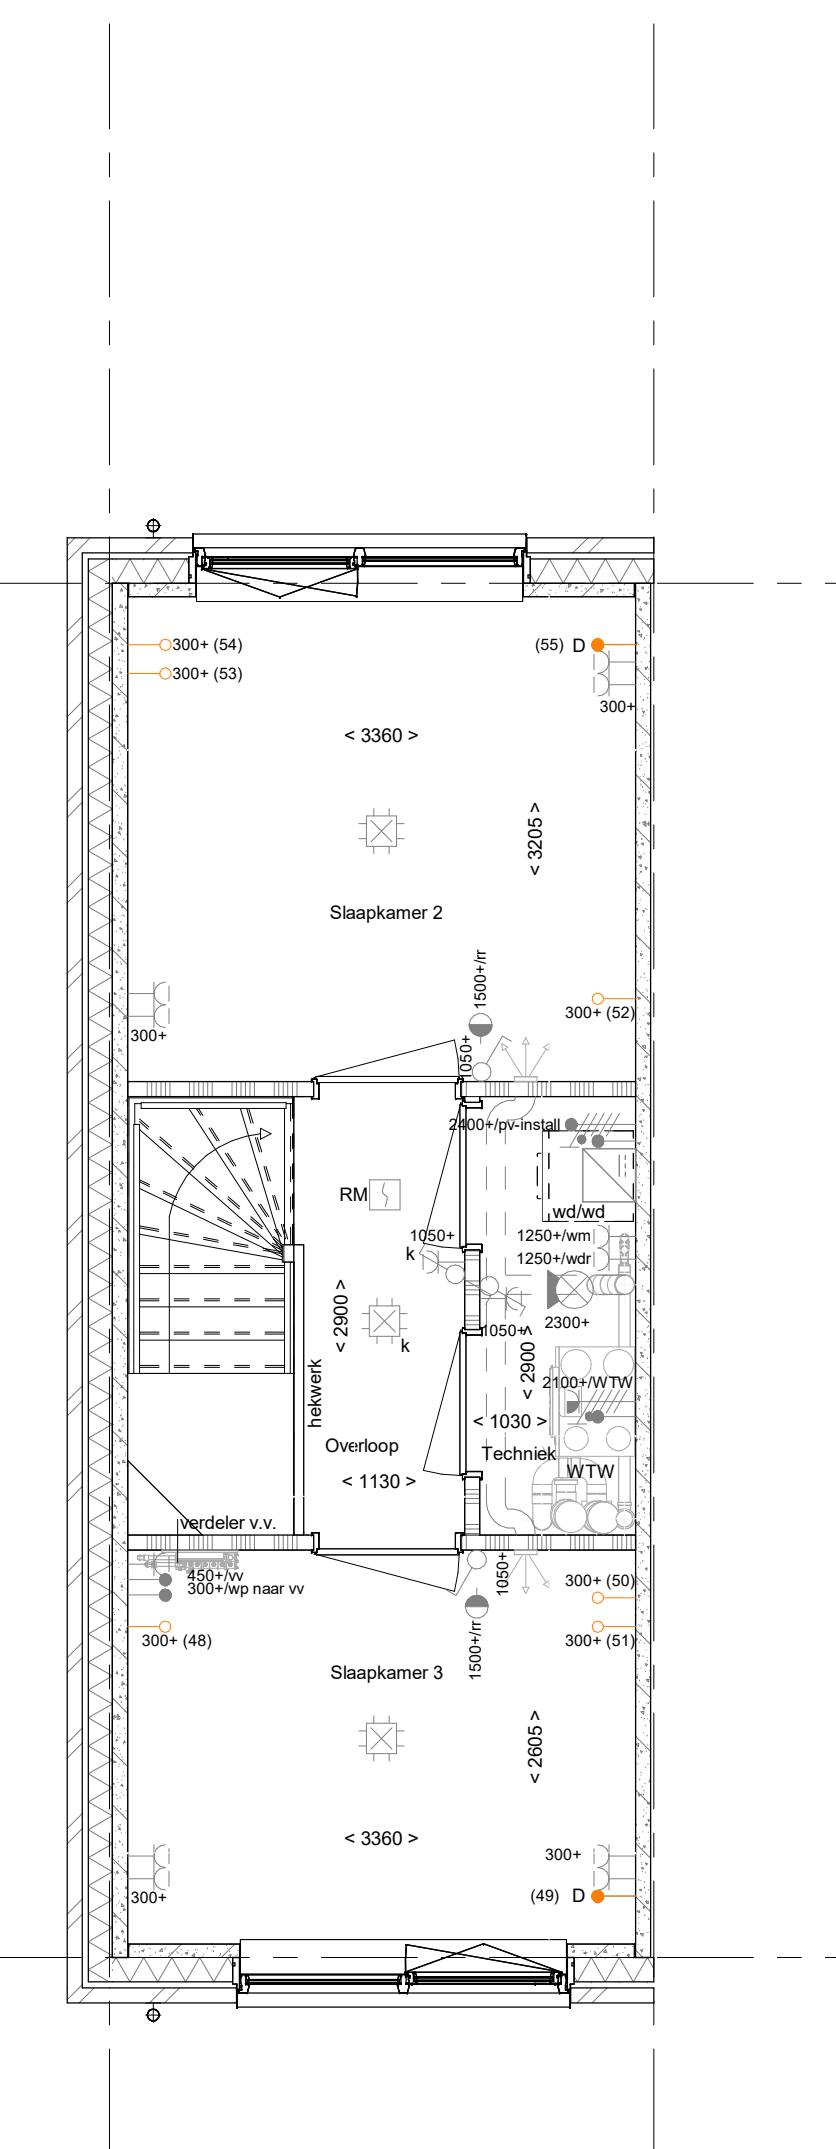 300+ (54)
(55) D
300+ (53)
300+
< 3360 >
< 3205 >
Slaapkamer 2
1500+/rr
300+ (52)
300+
1050+
2400+/pv-install
RM
wd/wd
1050+
1250+/wm
k
1250+/wdr
< 2900 >
2300+
1050+
k
< 2900 >
2100+/WTW
hekwerk
< 1030 >
Overloop
Techniek
WTW
< 1130 >
verdeler v.v.
450+/vv
300+/wp naar vv
1050+
300+ (50)
300+ (48)
1500+/rr
300+ (51)
Slaapkamer 3
< 2605 >
< 3360 >
300+
300+
(49) D